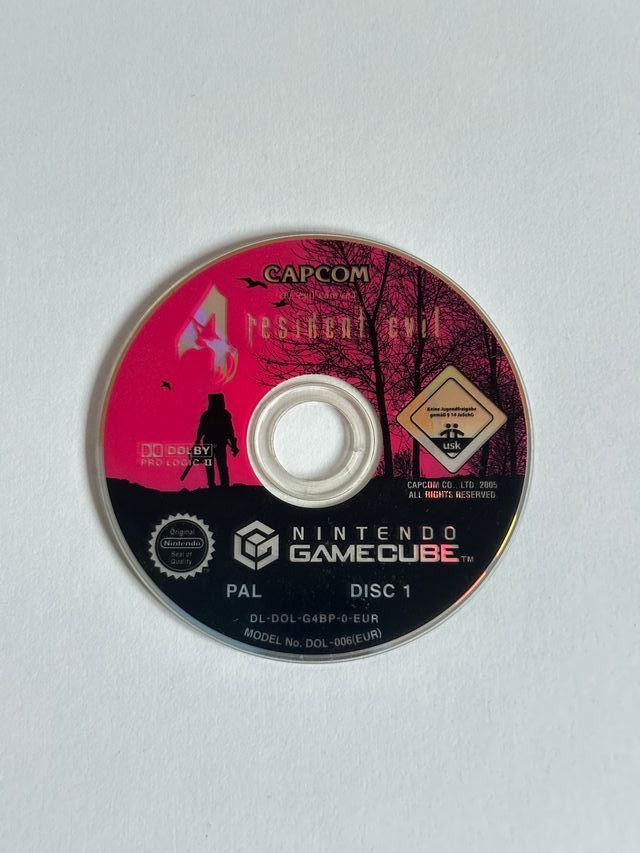 CAPCOM
4 resident evil
Keine Jugendfreigabe
gemäß § 14 JuSchG
usk
DOLBY
PRO LOGIC II
CAPCOM CO., LTD. 2005
ALL RIGHTS RESERVED
Original
Nintendo
Seal of
Quality
NINTENDO
GAMECUBE™
PAL DISC 1
DL-DOL-G4BP-0-EUR
MODEL No. DOL-006(EUR)